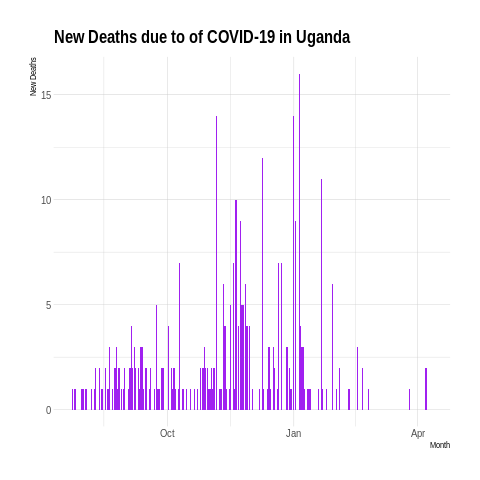 New Deaths due to of COVID-19 in Uganda
New Deaths
15
10
5
0
Oct Jan Apr
Month